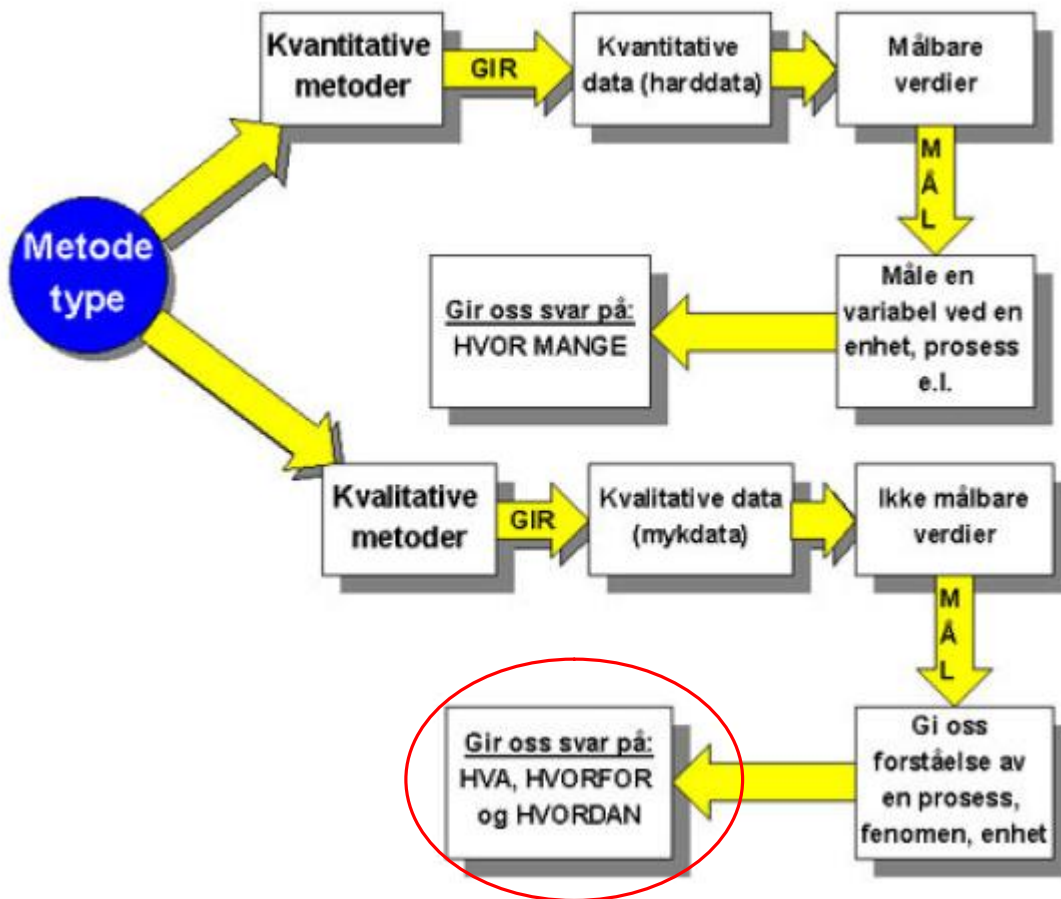 Metode
type
Kvantitative
metoder
GIR
Kvantitative
data (harddata)
Målbare
verdier
M
Å
L
Måle en
variabel ved en
enhet, prosess
e.l.
Gir oss svar på:
HVOR MANGE
Kvalitative
metoder
GIR
Kvalitative data
(mykdata)
Ikke målbare
verdier
M
Å
L
Gi oss
forståelse av
en prosess,
fenomen, enhet
Gir oss svar på:
HVA, HVORFOR
og HVORDAN